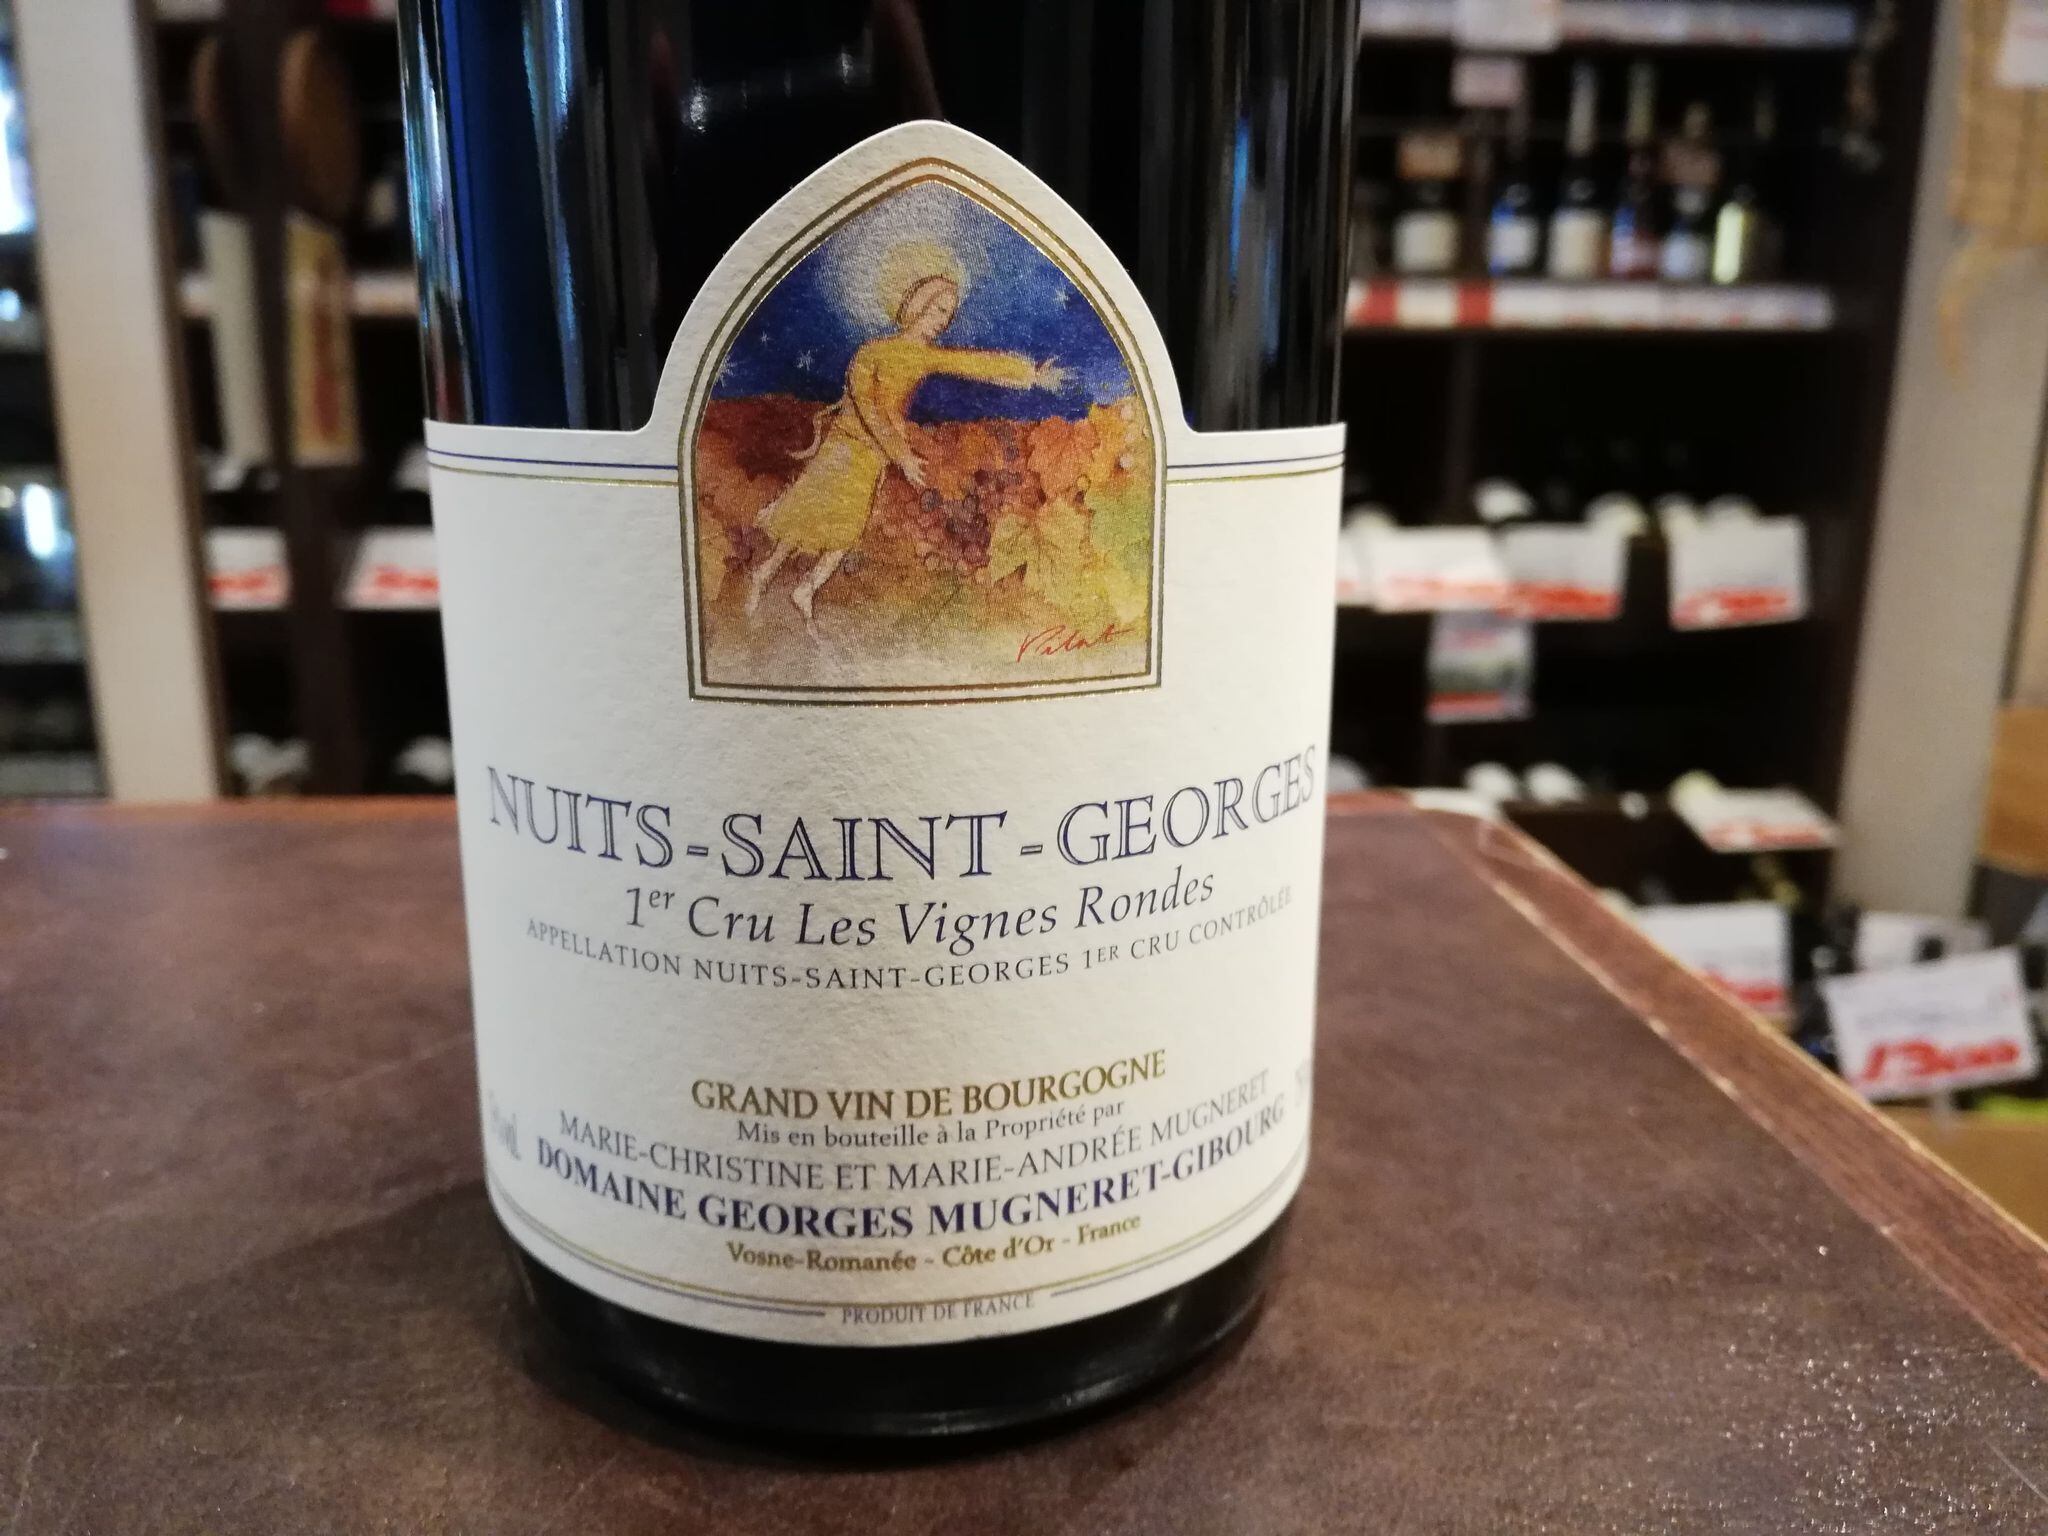 Pilat
NUITS-SAINT-GEORGES
1er Cru Les Vignes Rondes
APPELLATION NUITS-SAINT-GEORGES 1ER CRU CONTRÔLÉE
GRAND VIN DE BOURGOGNE
Mis en bouteille à la Propriété par
MARIE-CHRISTINE ET MARIE-ANDRÉE MUGNERET
DOMAINE GEORGES MUGNERET-GIBOURG
Vosne-Romanée - Côte d'Or - France
PRODUIT DE FRANCE